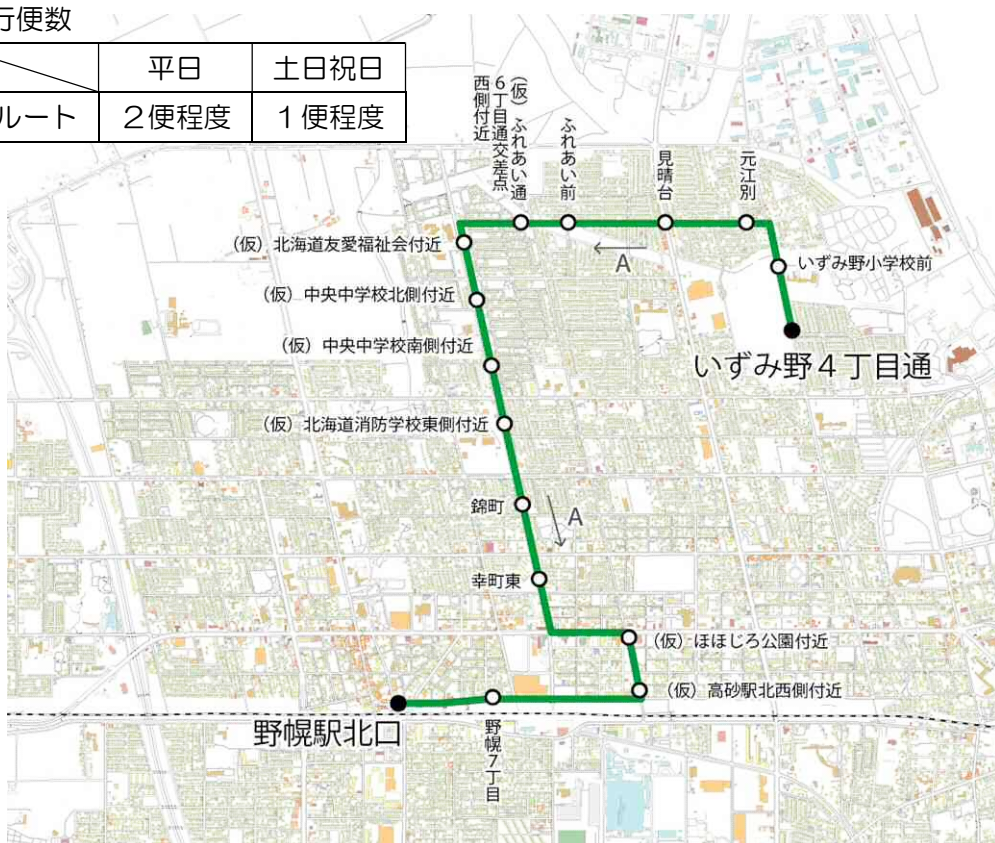 行便数
平日
土日祝日
ルート
２便程度
１便程度
(仮) ふれあい通
６丁目通交差点
西側付近
ふれあい前
見晴台
元江別
(仮) 北海道友愛福祉会付近
A
いずみ野小学校前
(仮) 中央中学校北側付近
(仮) 中央中学校南側付近
いずみ野４丁目通
(仮) 北海道消防学校東側付近
錦町
A
幸町東
(仮) ほほじろ公園付近
(仮) 高砂駅北西側付近
野幌駅北口
野幌７丁目